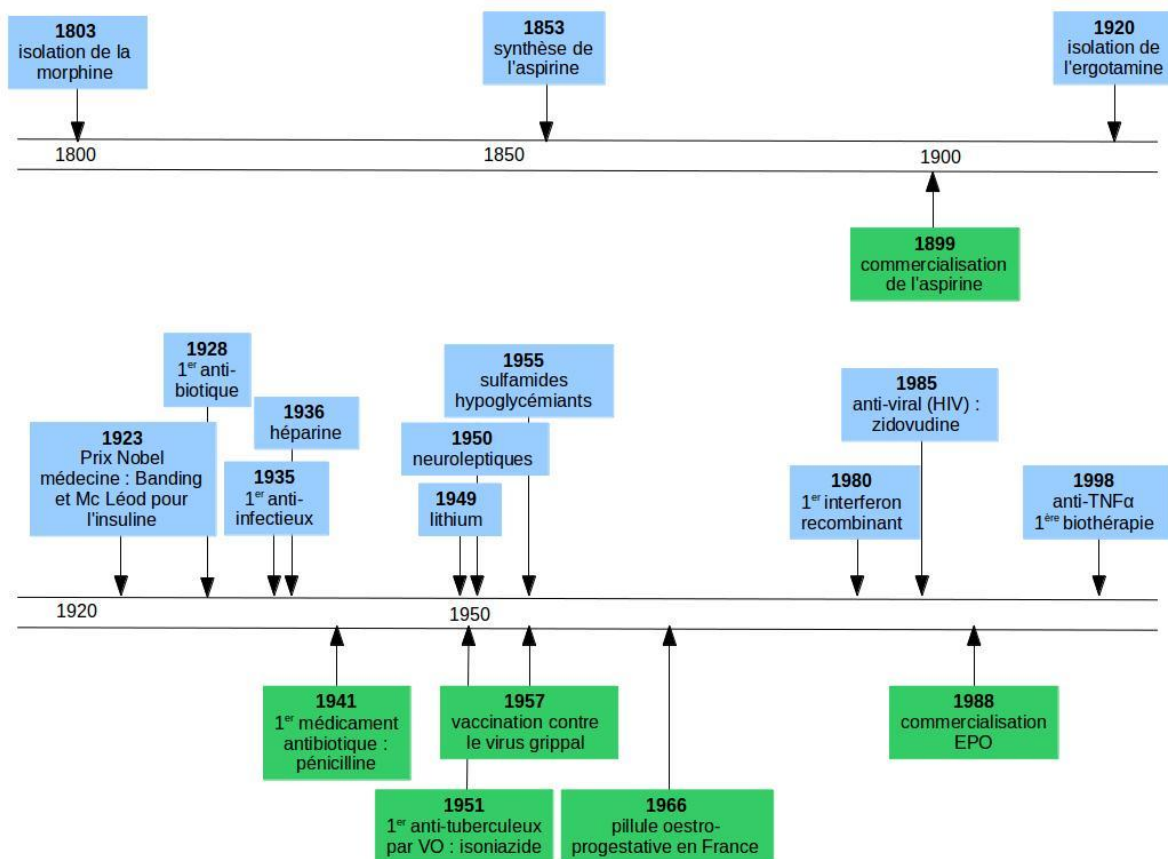 1803
isolation de la
morphine
1853
synthèse de
l'aspirine
1920
isolation de
l'ergotamine
1800
1850
1900
1899
commercialisation
de l'aspirine
1928
1er anti-
biotique
1923
Prix Nobel
médecine : Banding
et Mc Léod pour
l'insuline
1936
héparine
1935
1er anti-
infectieux
1955
sulfamides
hypoglycémiants
1950
neuroleptiques
1949
lithium
1985
anti-viral (HIV) :
zidovudine
1980
1er interferon
recombinant
1998
anti-TNFα
1ère biothérapie
1920
1950
1941
1er médicament
antibiotique :
pénicilline
1957
vaccination contre
le virus grippal
1951
1er anti-tuberculeux
par VO : isoniazide
1966
pillule oestro-
progestative en France
1988
commercialisation
EPO